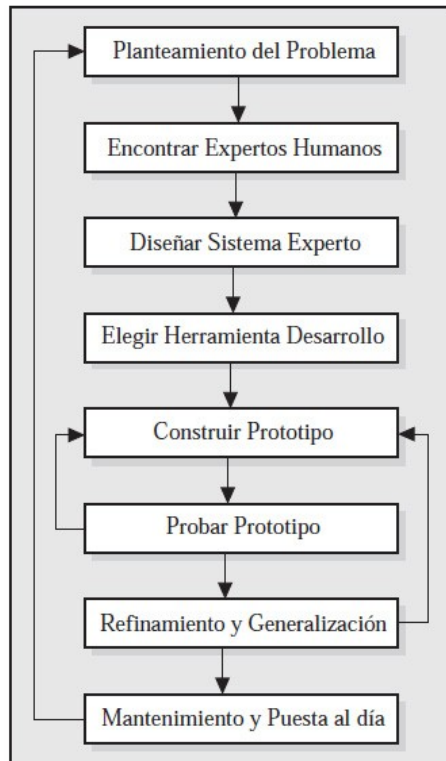 Planteamiento del Problema
Encontrar Expertos Humanos
Diseñar Sistema Experto
Elegir Herramienta Desarrollo
Construir Prototipo
Probar Prototipo
Refinamiento y Generalización
Mantenimiento y Puesta al día